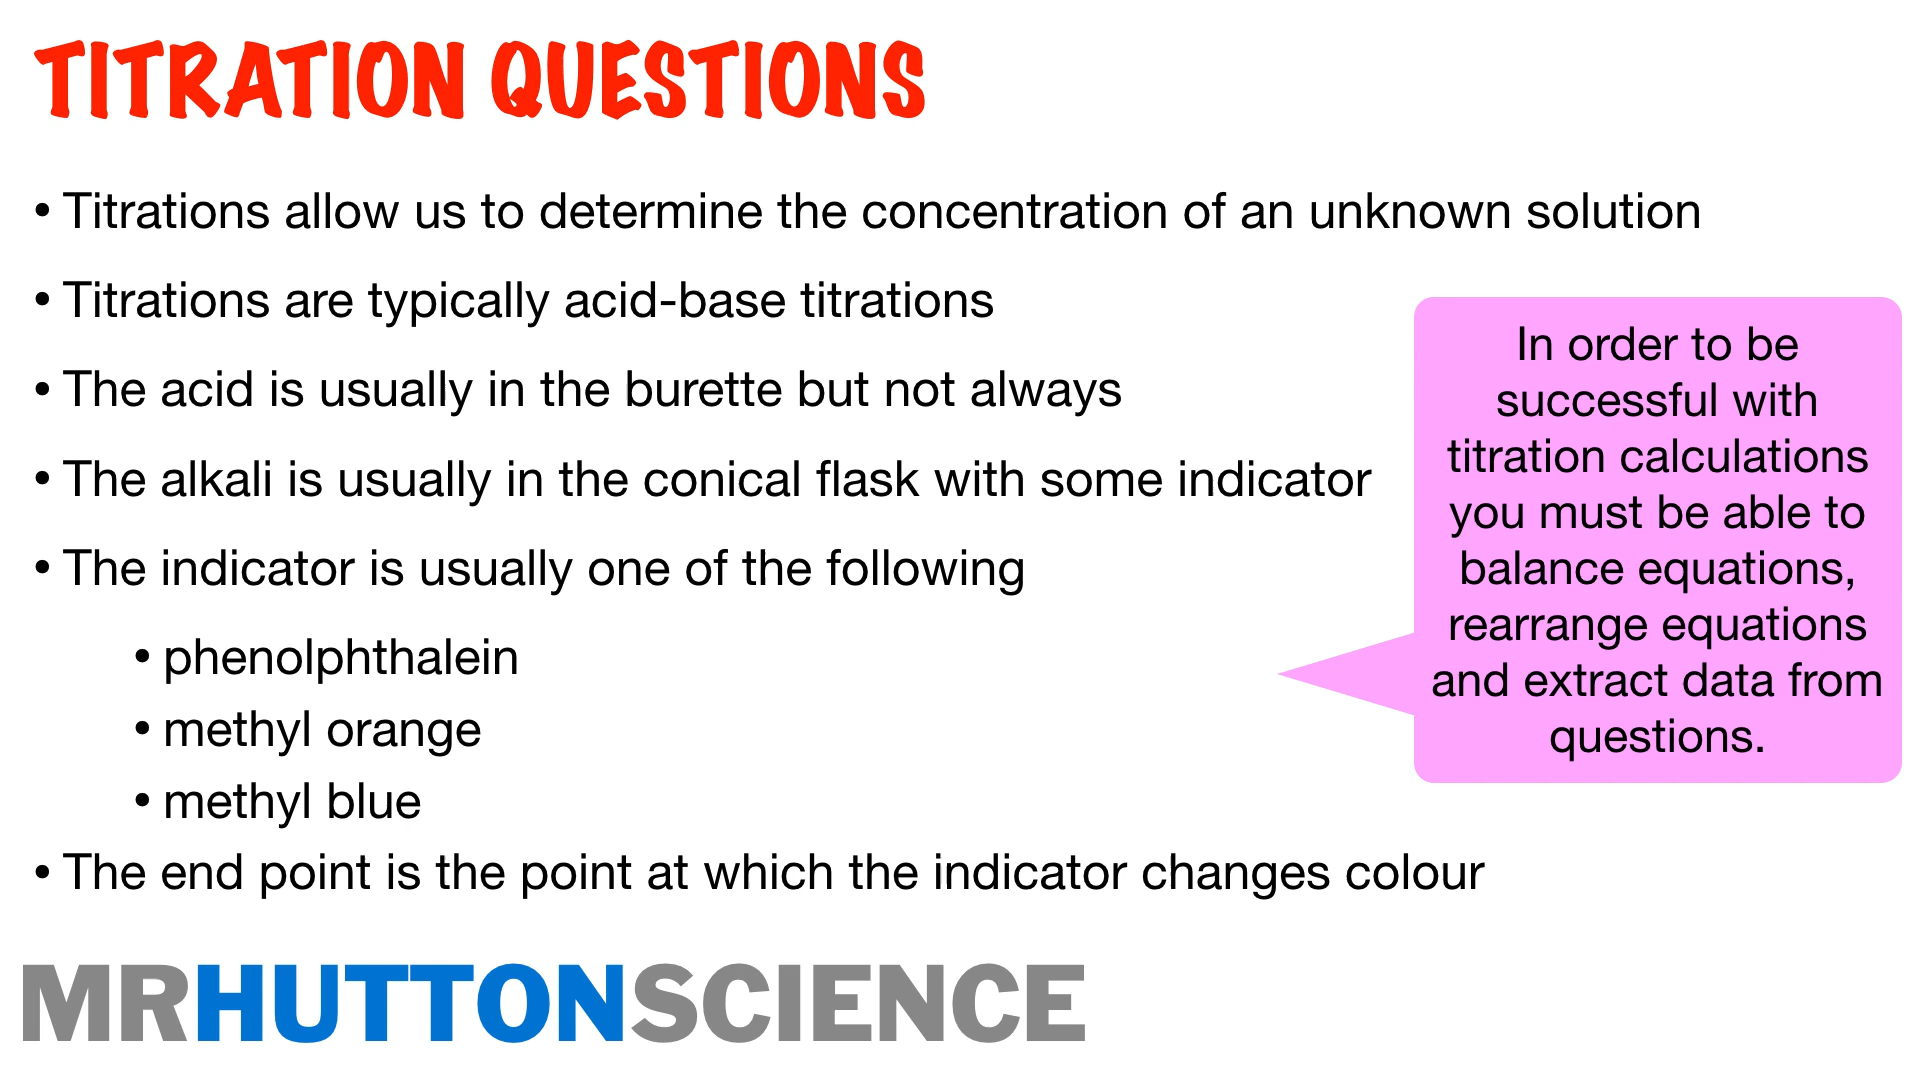 TITRATION QUESTIONS
• Titrations allow us to determine the concentration of an unknown solution
• Titrations are typically acid-base titrations
• The acid is usually in the burette but not always
• The alkali is usually in the conical flask with some indicator
• The indicator is usually one of the following
• phenolphthalein
• methyl orange
• methyl blue
• The end point is the point at which the indicator changes colour
In order to be
successful with
titration calculations
you must be able to
balance equations,
rearrange equations
and extract data from
questions.
MRHUTTONSCIENCE